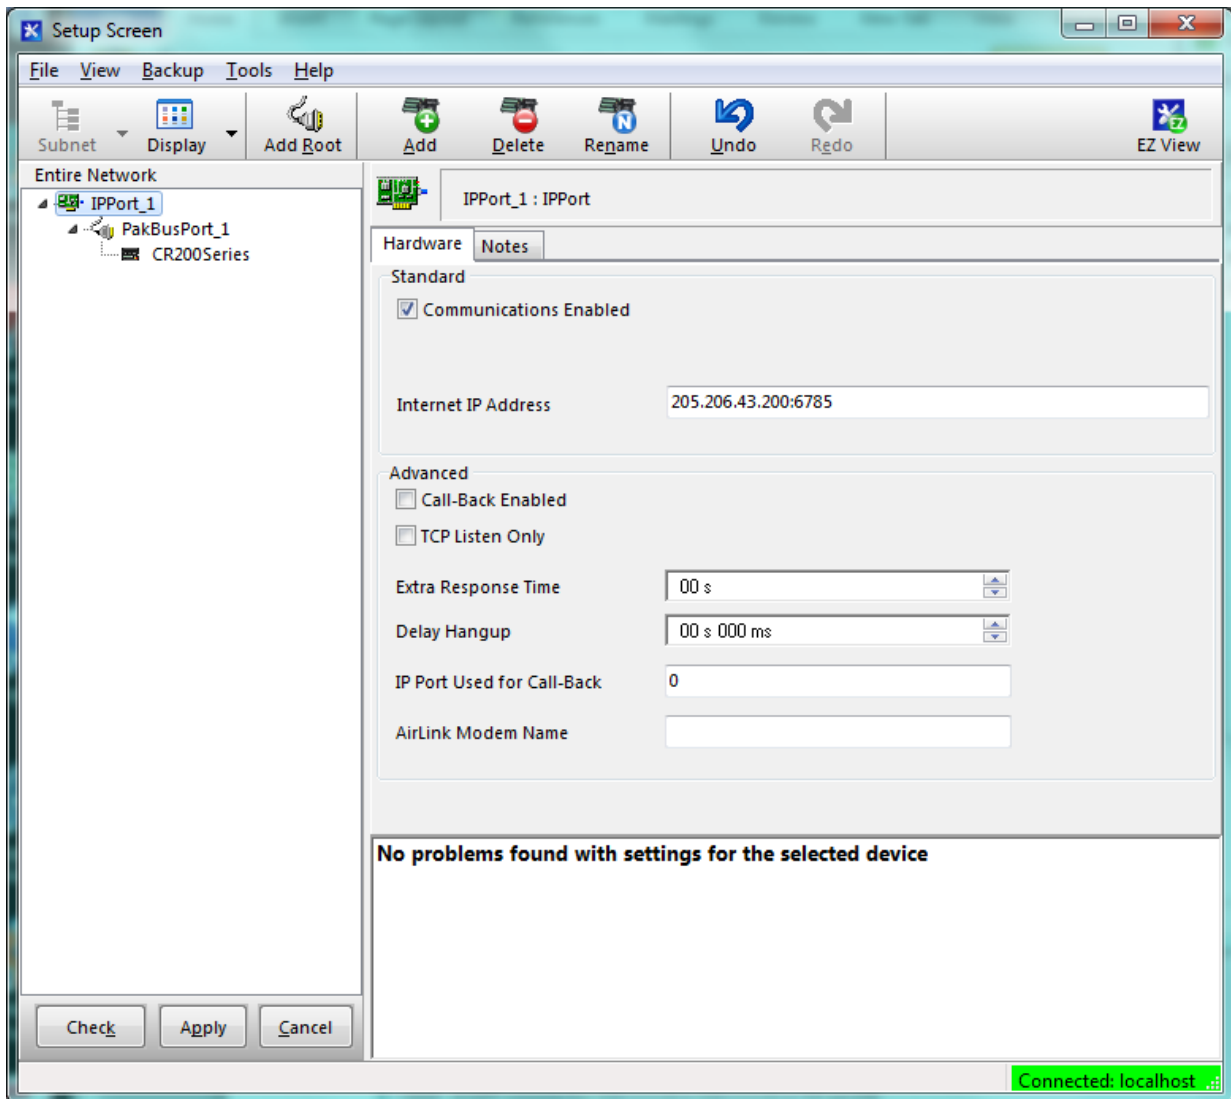 Setup Screen
File View Backup Tools Help
Subnet Display Add Root Add Delete Rename Undo Redo EZ View
Entire Network
IPPort_1
PakBusPort_1
CR200Series
IPPort_1 : IPPort
Hardware Notes
Standard
Communications Enabled
Internet IP Address 205.206.43.200:6785
Advanced
Call-Back Enabled
TCP Listen Only
Extra Response Time 00 s
Delay Hangup 00 s 000 ms
IP Port Used for Call-Back 0
AirLink Modem Name
No problems found with settings for the selected device
Check Apply Cancel
Connected: localhost